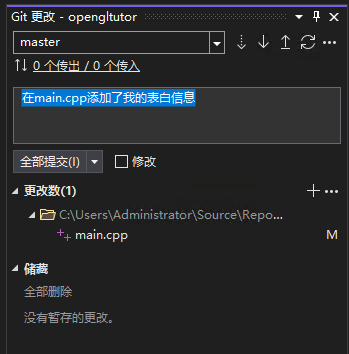 Git 更改 - opengltutor
master
0 个传出 / 0 个传入
在main.cpp添加了我的表白信息
全部提交(I)
修改
更改数(1)
C:\Users\Administrator\Source\Repo...
main.cpp M
储藏
全部删除
没有暂存的更改。